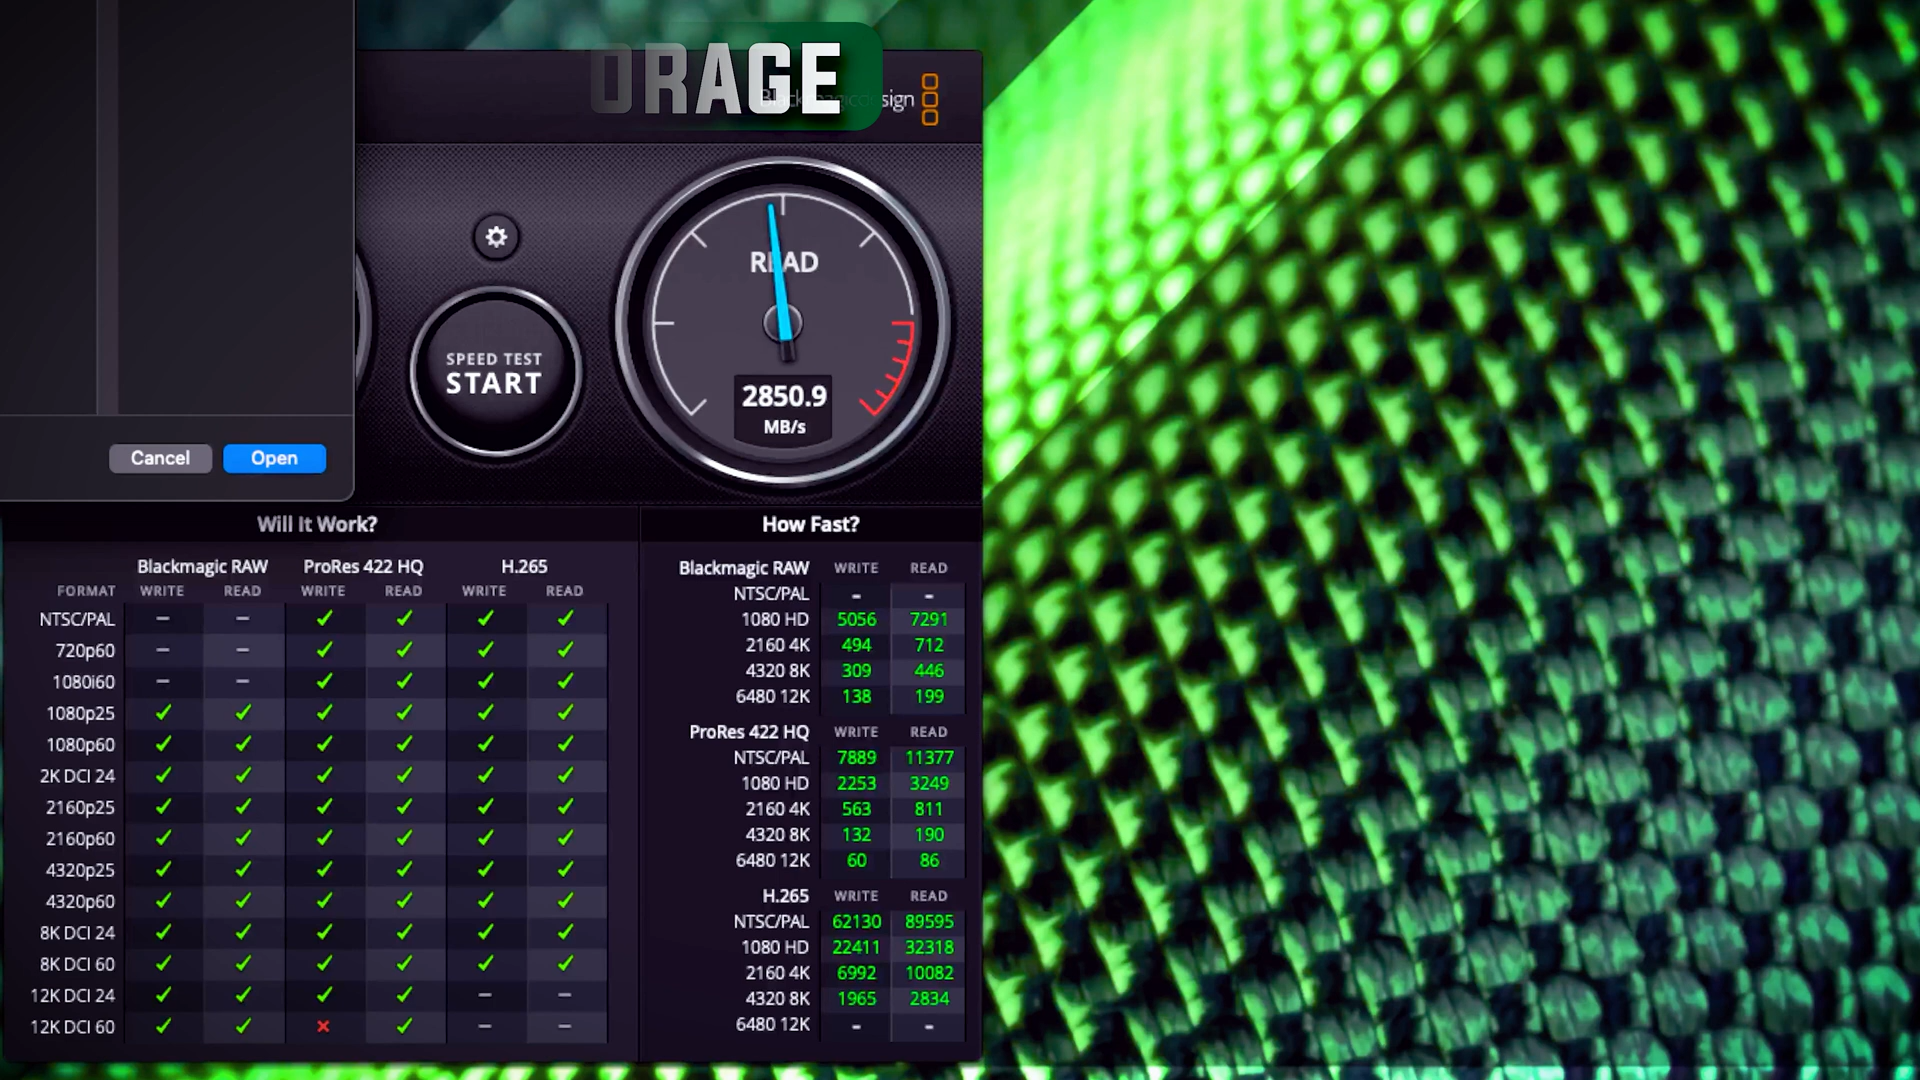 ORAGE
sign
READ
SPEED TEST
START
2850.9
MB/s
Cancel
Open
Will It Work?
Blackmagic RAW ProRes 422 HQ H.265
FORMAT WRITE READ WRITE READ WRITE READ
NTSC/PAL – – ✓ ✓ ✓ ✓
720p60 – – ✓ ✓ ✓ ✓
1080i60 – – ✓ ✓ ✓ ✓
1080p25 ✓ ✓ ✓ ✓ ✓ ✓
1080p60 ✓ ✓ ✓ ✓ ✓ ✓
2K DCI 24 ✓ ✓ ✓ ✓ ✓ ✓
2160p25 ✓ ✓ ✓ ✓ ✓ ✓
2160p60 ✓ ✓ ✓ ✓ ✓ ✓
4320p25 ✓ ✓ ✓ ✓ ✓ ✓
4320p60 ✓ ✓ ✓ ✓ ✓ ✓
8K DCI 24 ✓ ✓ ✓ ✓ ✓ ✓
8K DCI 60 ✓ ✓ ✓ ✓ ✓ ✓
12K DCI 24 ✓ ✓ ✓ ✓ – –
12K DCI 60 ✓ ✓ × ✓ – –
How Fast?
Blackmagic RAW WRITE READ
NTSC/PAL - -
1080 HD 5056 7291
2160 4K 494 712
4320 8K 309 446
6480 12K 138 199
ProRes 422 HQ WRITE READ
NTSC/PAL 7889 11377
1080 HD 2253 3249
2160 4K 563 811
4320 8K 132 190
6480 12K 60 86
H.265 WRITE READ
NTSC/PAL 62130 89595
1080 HD 22411 32318
2160 4K 6992 10082
4320 8K 1965 2834
6480 12K - -